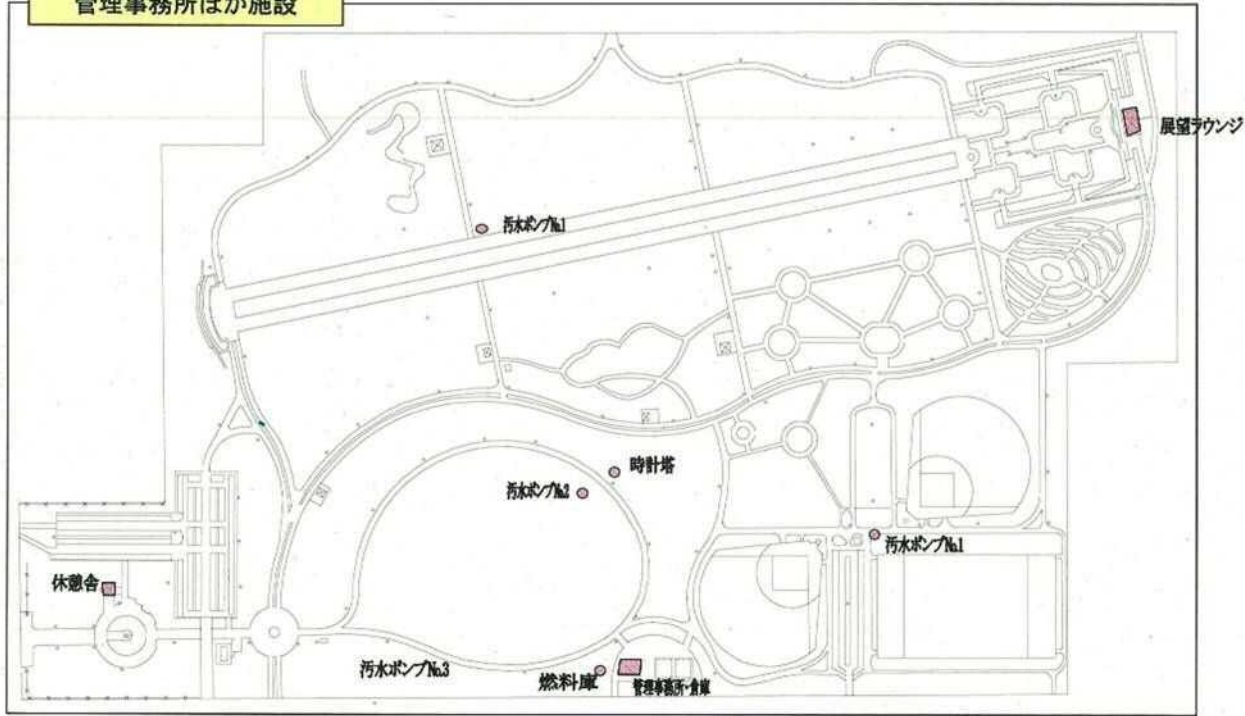 管理事務所ほか施設
展望ラウンジ
汚水ポンプ№1
時計塔
汚水ポンプ№2
汚水ポンプ№1
休憩舎
汚水ポンプ№3
燃料庫
管理事務所・倉庫